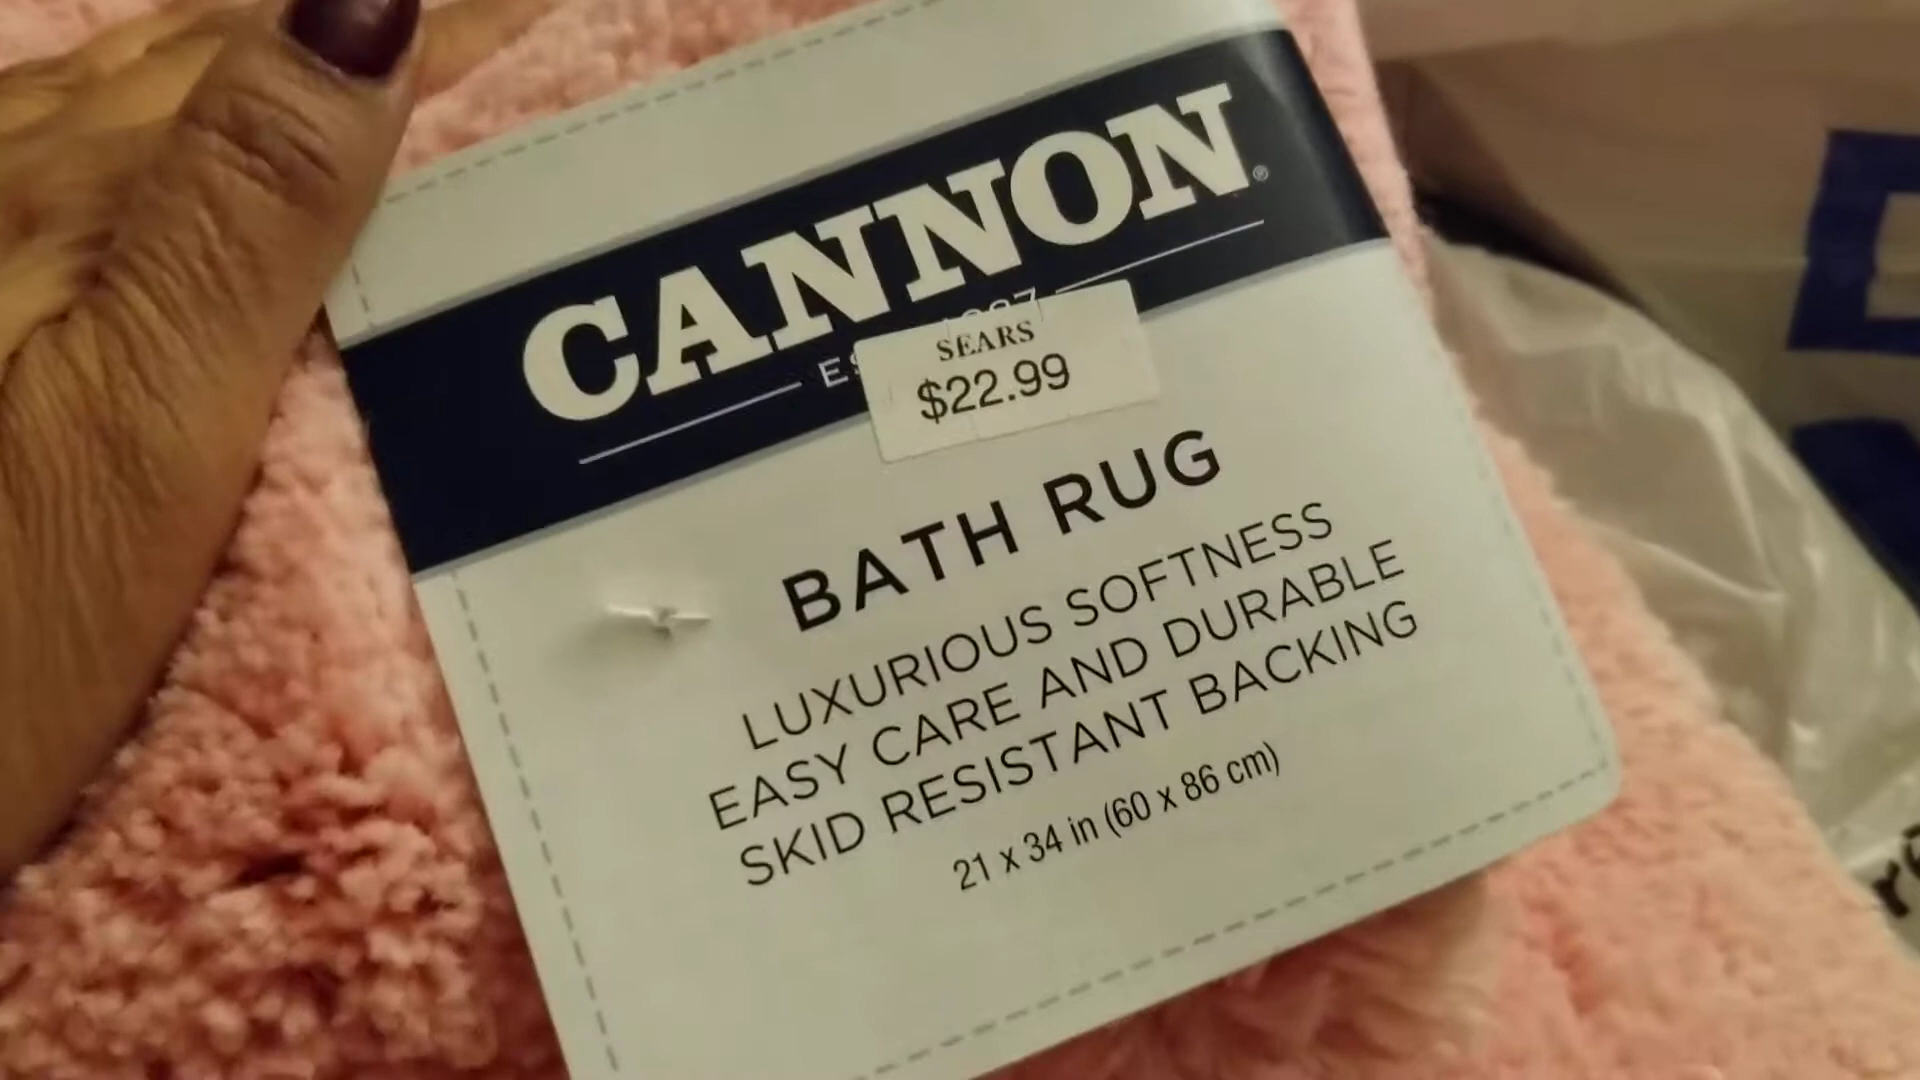 CANNON®
SEARS
$22.99
BATH RUG
LUXURIOUS SOFTNESS
EASY CARE AND DURABLE
SKID RESISTANT BACKING
21 x 34 in (60 x 86 cm)